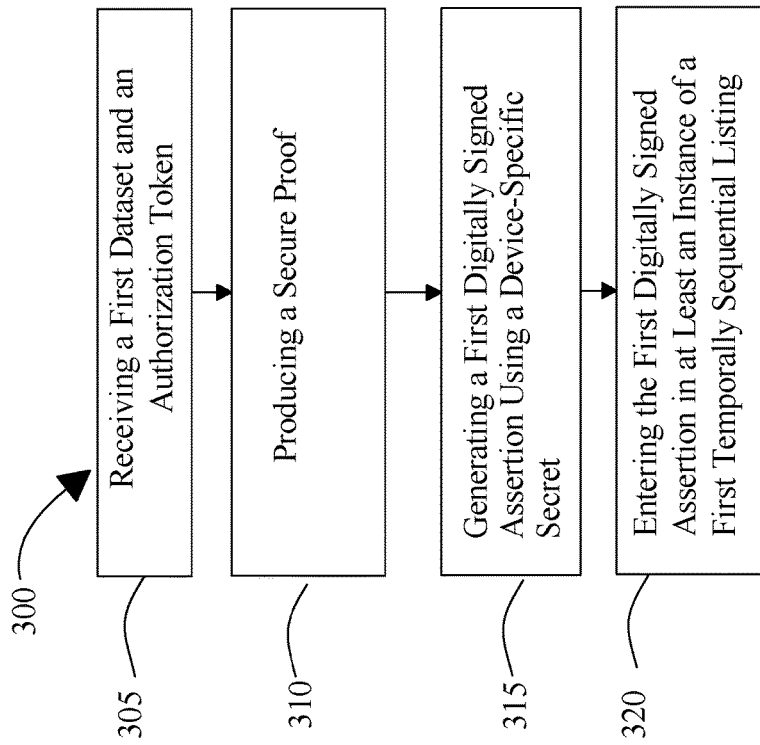 300
305
Receiving a First Dataset and an
Authorization Token
310
Producing a Secure Proof
315
Generating a First Digitally Signed
Assertion Using a Device-Specific
Secret
320
Entering the First Digitally Signed
Assertion in at Least an Instance of a
First Temporally Sequential Listing